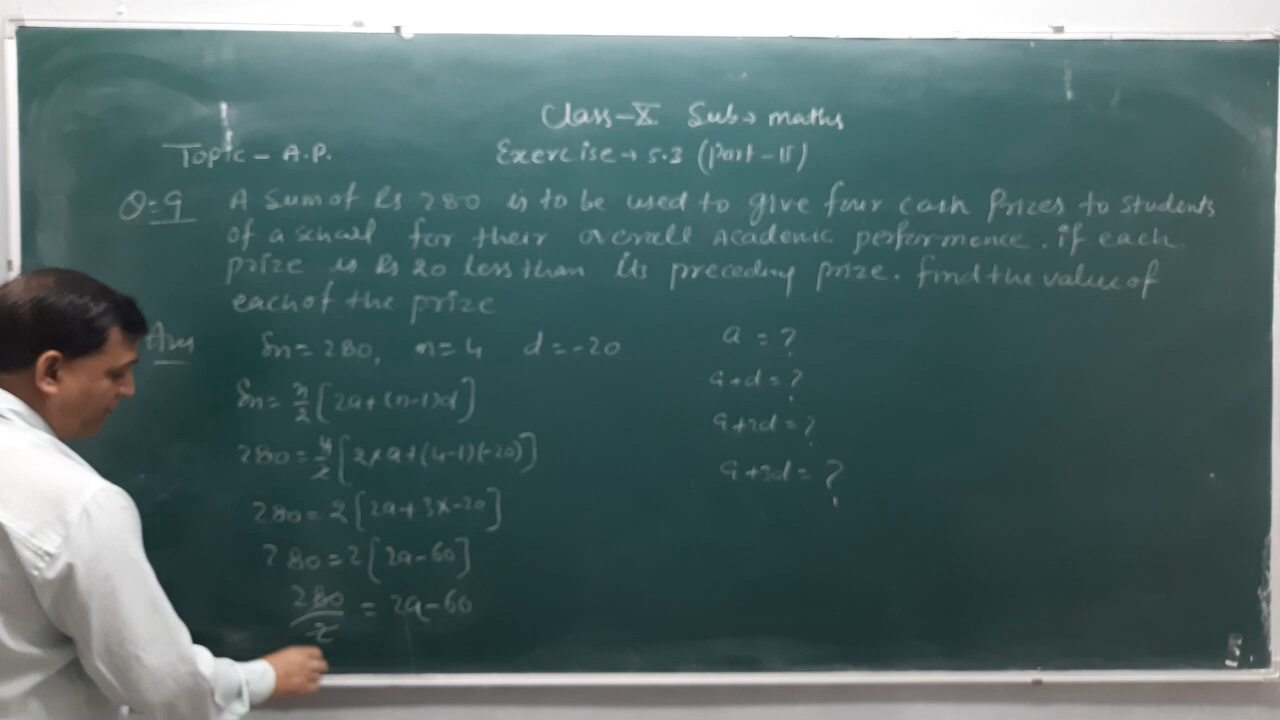 Class-X Sub→ maths
Topic - A.P. Exercise→ 5.3 (Part-II)
Q=9 A Sum of Rs 280 is to be used to give four cash Prizes to students
of a school for their overall Academic performence. if each
prize is Rs 20 less than its preceding prize. find the value of
each of the prize
Ans Sn = 280, n = 4 d = -20 a = ?
a+d = ?
Sn = n/2 [2a+(n-1)d]
a+2d = ?
280 = 4/2 [2×a+(4-1)(-20)]
a+3d = ?
280 = 2[2a+3×-20]
280 = 2[2a-60]
280/2 = 2a-60